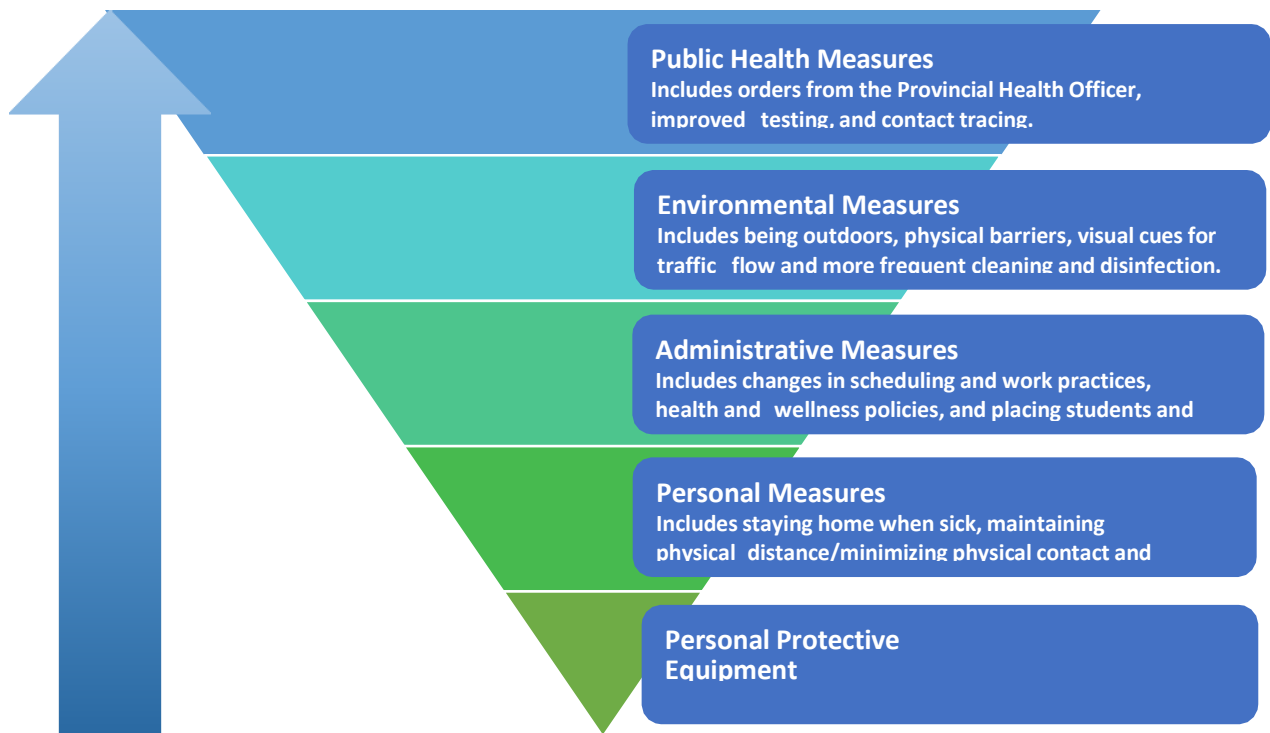 Public Health Measures
Includes orders from the Provincial Health Officer,
improved testing, and contact tracing.
Environmental Measures
Includes being outdoors, physical barriers, visual cues for
traffic flow and more frequent cleaning and disinfection.
Administrative Measures
Includes changes in scheduling and work practices,
health and wellness policies, and placing students and
Personal Measures
Includes staying home when sick, maintaining
physical distance/minimizing physical contact and
Personal Protective
Equipment